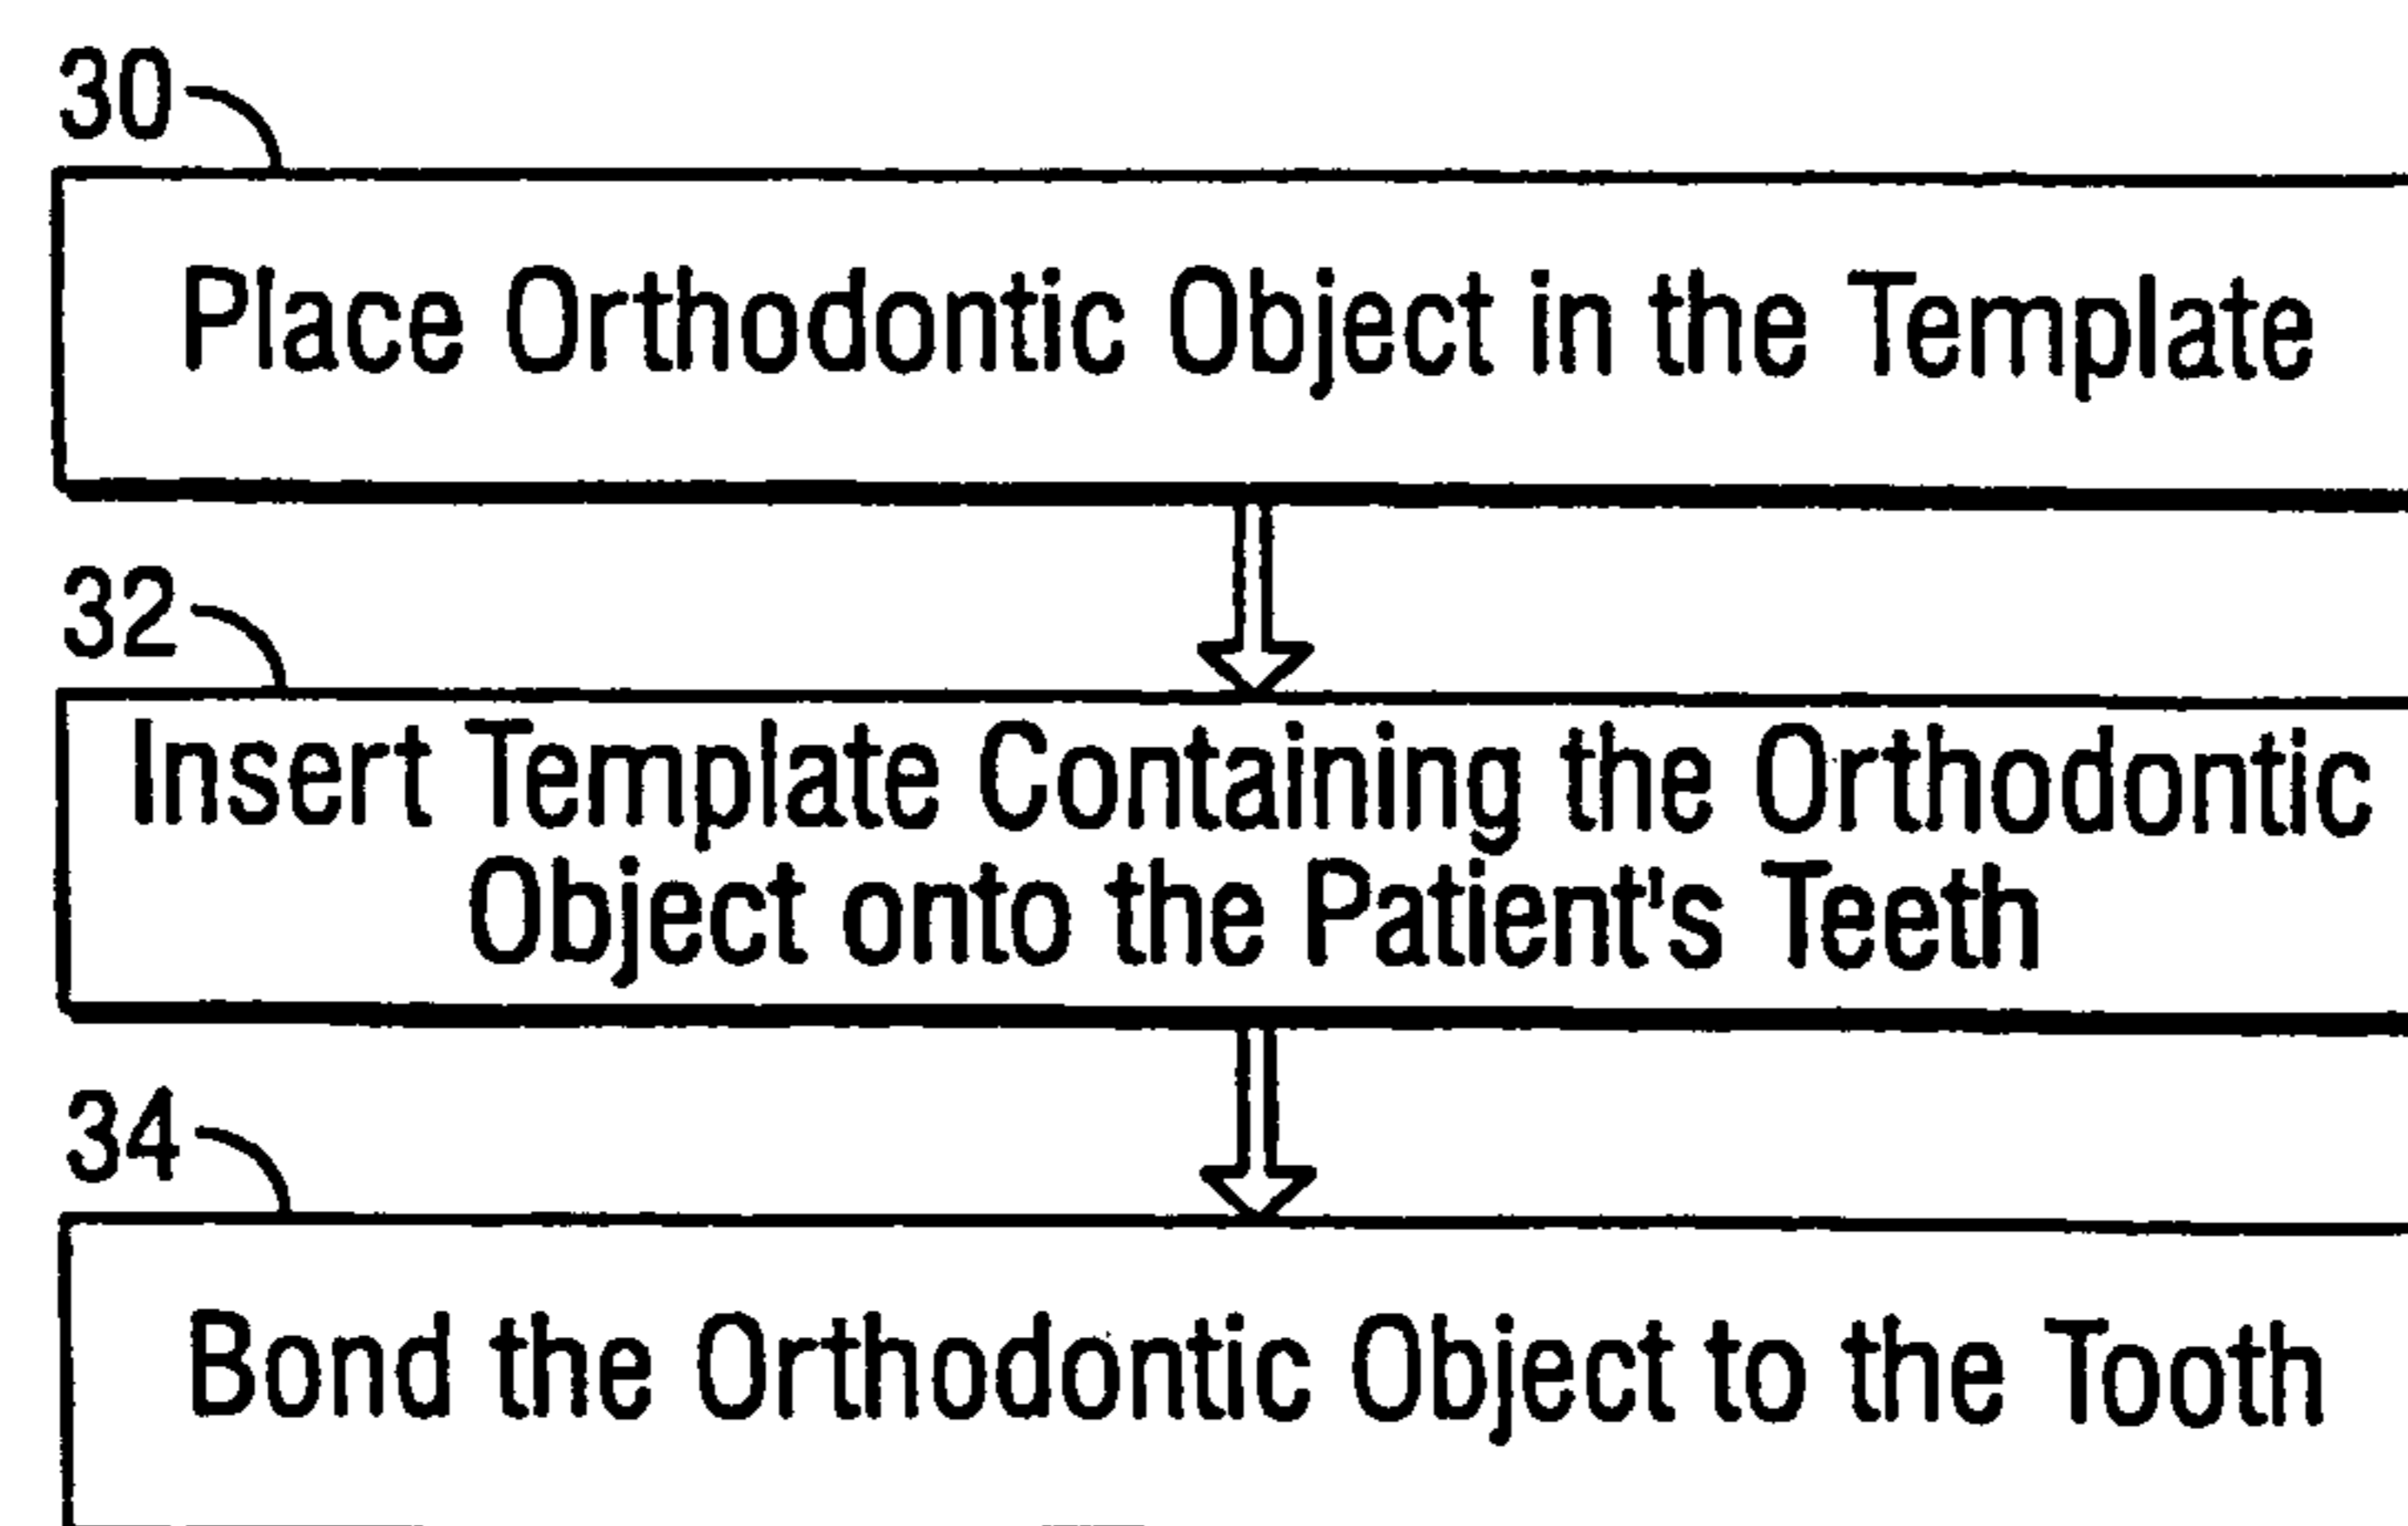 30
Place Orthodontic Object in the Template
32
Insert Template Containing the Orthodontic
Object onto the Patient's Teeth
34
Bond the Orthodontic Object to the Tooth